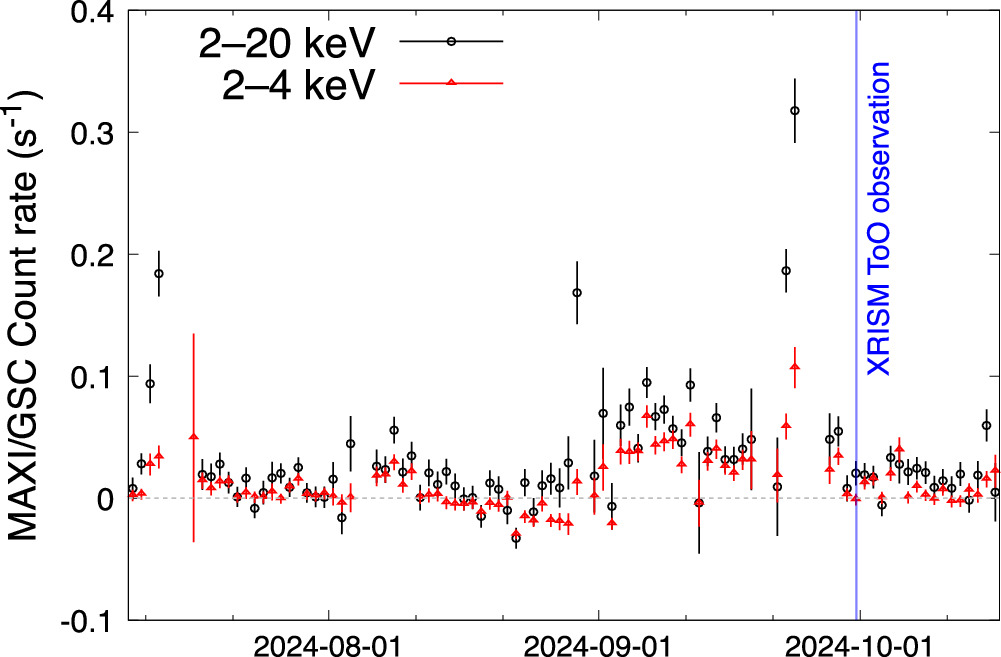 MAXI/GSC Count rate (s-1)
0.4
0.3
0.2
0.1
0
-0.1
2–20 keV
2–4 keV
XRISM ToO observation
2024-08-01
2024-09-01
2024-10-01